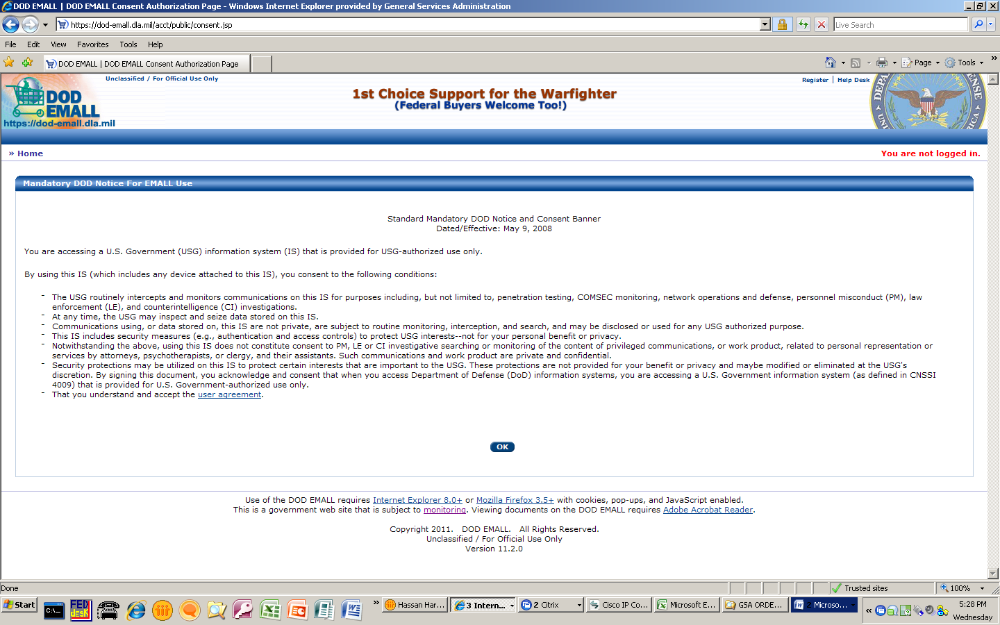 DOD EMALL | DOD EMALL Consent Authorization Page - Windows Internet Explorer provided by General Services Administration
https://dod-emall.dla.mil/acct/public/consent.jsp
Live Search
File Edit View Favorites Tools Help
DOD EMALL | DOD EMALL Consent Authorization Page
Page Tools »
Unclassified / For Official Use Only
Register | Help Desk
DOD
EMALL
https://dod-emall.dla.mil
1st Choice Support for the Warfighter
(Federal Buyers Welcome Too!)
» Home
You are not logged in.
Mandatory DOD Notice For EMALL Use
Standard Mandatory DOD Notice and Consent Banner
Dated/Effective: May 9, 2008
You are accessing a U.S. Government (USG) information system (IS) that is provided for USG-authorized use only.
By using this IS (which includes any device attached to this IS), you consent to the following conditions:
- The USG routinely intercepts and monitors communications on this IS for purposes including, but not limited to, penetration testing, COMSEC monitoring, network operations and defense, personnel misconduct (PM), law
enforcement (LE), and counterintelligence (CI) investigations.
- At any time, the USG may inspect and seize data stored on this IS.
- Communications using, or data stored on, this IS are not private, are subject to routine monitoring, interception, and search, and may be disclosed or used for any USG authorized purpose.
- This IS includes security measures (e.g., authentication and access controls) to protect USG interests--not for your personal benefit or privacy.
- Notwithstanding the above, using this IS does not constitute consent to PM, LE or CI investigative searching or monitoring of the content of privileged communications, or work product, related to personal representation or
services by attorneys, psychotherapists, or clergy, and their assistants. Such communications and work product are private and confidential.
- Security protections may be utilized on this IS to protect certain interests that are important to the USG. These protections are not provided for your benefit or privacy and maybe modified or eliminated at the USG's
discretion. By signing this document, you acknowledge and consent that when you access Department of Defense (DoD) information systems, you are accessing a U.S. Government information system (as defined in CNSSI
4009) that is provided for U.S. Government-authorized use only.
- That you understand and accept the user agreement.
OK
Use of the DOD EMALL requires Internet Explorer 8.0+ or Mozilla Firefox 3.5+ with cookies, pop-ups, and JavaScript enabled.
This is a government web site that is subject to monitoring. Viewing documents on the DOD EMALL requires Adobe Acrobat Reader.
Copyright 2011. DOD EMALL. All Rights Reserved.
Unclassified / For Official Use Only
Version 11.2.0
Done
Trusted sites
100%
Start
FED
desk
» Hassan Har... 3 Intern... 2 Citrix Cisco IP Co... Microsoft E... GSA ORDE... 2 Microso... «
5:28 PM
Wednesday